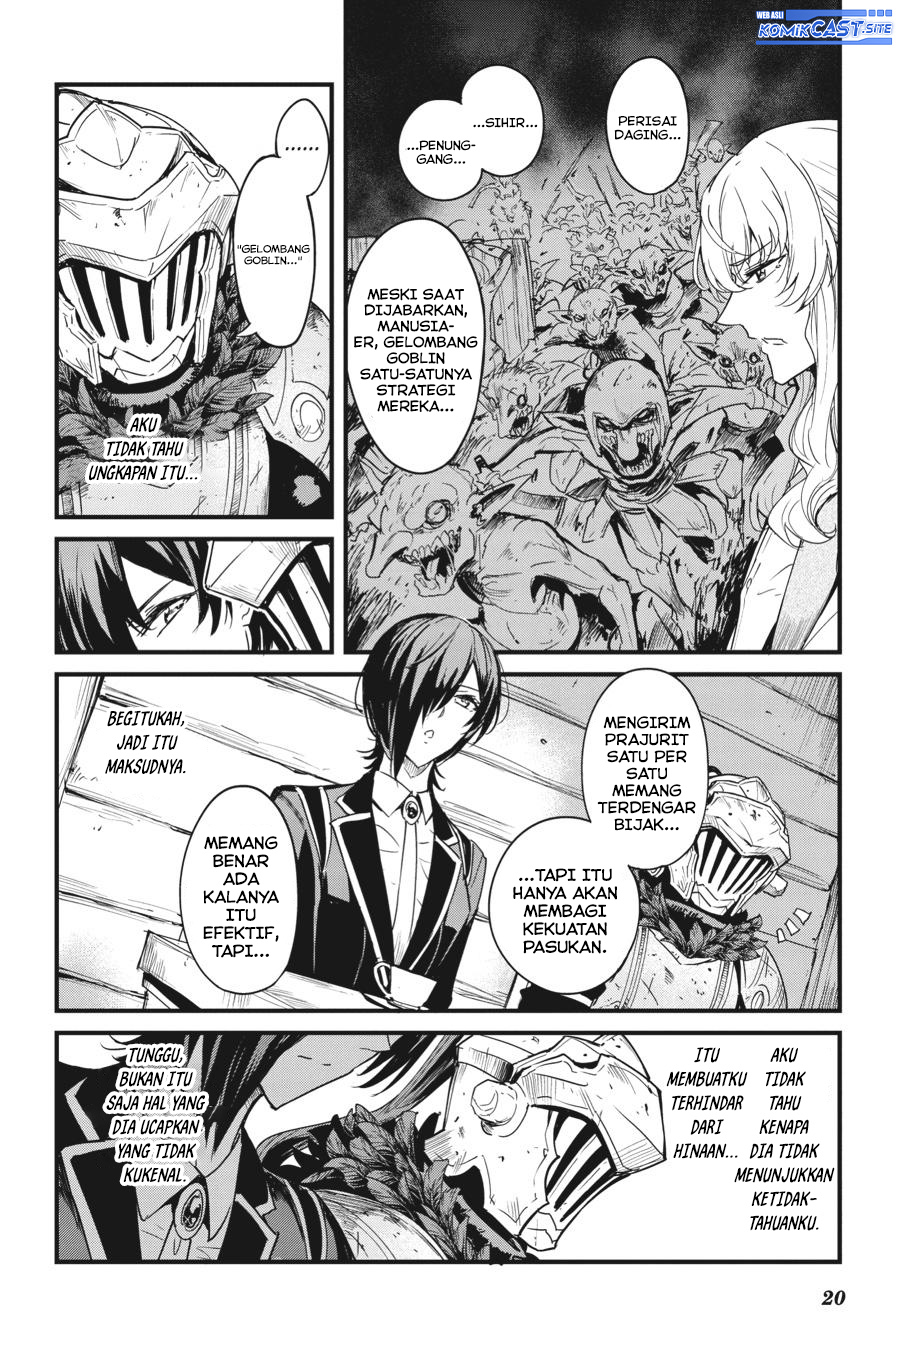 WEB ASLI
KOMIKCAST.SITE
PERISAI
DAGING...
...SIHIR...
...PENUNG-
GANG...
MESKI SAAT
DIJABARKAN,
MANUSIA-
ER, GELOMBANG
GOBLIN
SATU-SATUNYA
STRATEGI
MEREKA...
......
"GELOMBANG
GOBLIN..."
AKU
TIDAK TAHU
UNGKAPAN ITU...
MENGIRIM
PRAJURIT
SATU PER
SATU
MEMANG
TERDENGAR
BIJAK...
...TAPI ITU
HANYA AKAN
MEMBAGI
KEKUATAN
PASUKAN.
BEGITUKAH,
JADI ITU
MAKSUDNYA.
MEMANG
BENAR
ADA
KALANYA
ITU
EFEKTIF,
TAPI...
AKU
TIDAK
TAHU
KENAPA
DIA TIDAK
MENUNJUKKAN
KETIDAK-
TAHUANKU.
ITU
MEMBUATKU
TERHINDAR
DARI
HINAAN...
TUNGGU,
BUKAN ITU
SAJA HAL YANG
DIA UCAPKAN
YANG TIDAK
KUKENAL.
20